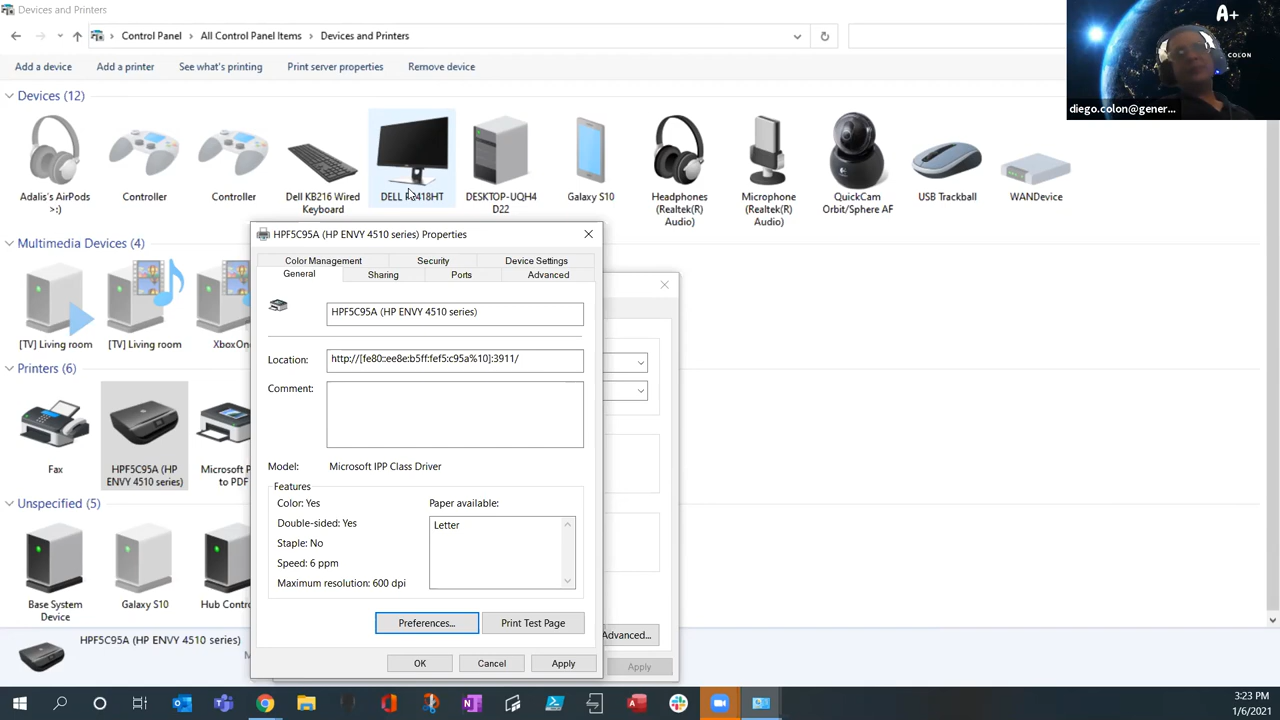 Devices and Printers
A+
COLON
diego.colon@gener...
Control Panel
All Control Panel Items
Devices and Printers
Add a device
Add a printer
See what's printing
Print server properties
Remove device
Devices (12)
Adalis's AirPods
>:)
Controller
Controller
Dell KB216 Wired
Keyboard
DESKTOP-UQH4
D22
Galaxy S10
Headphones
(Realtek(R)
Audio)
Microphone
(Realtek(R)
Audio)
QuickCam
Orbit/Sphere AF
USB Trackball
WANDevice
Multimedia Devices (4)
[TV] Living room
[TV] Living room
XboxOn
Printers (6)
Fax
HPF5C95A (HP
ENVY 4510 series)
Microsoft P
to PDF
Unspecified (5)
Base System
Device
Galaxy S10
Hub Contr
HPF5C95A (HP ENVY 4510 series)
HPF5C95A (HP ENVY 4510 series) Properties
Color Management
Security
Device Settings
General
Sharing
Ports
Advanced
HPF5C95A (HP ENVY 4510 series)
Location:
http://[fe80::ee8e:b5ff:fef5:c95a%10]:3911/
Comment:
Model:
Microsoft IPP Class Driver
Features
Color: Yes
Double-sided: Yes
Staple: No
Speed: 6 ppm
Maximum resolution: 600 dpi
Paper available:
Letter
Preferences...
Print Test Page
OK
Cancel
Apply
Advanced...
Apply
3:23 PM
1/6/2021